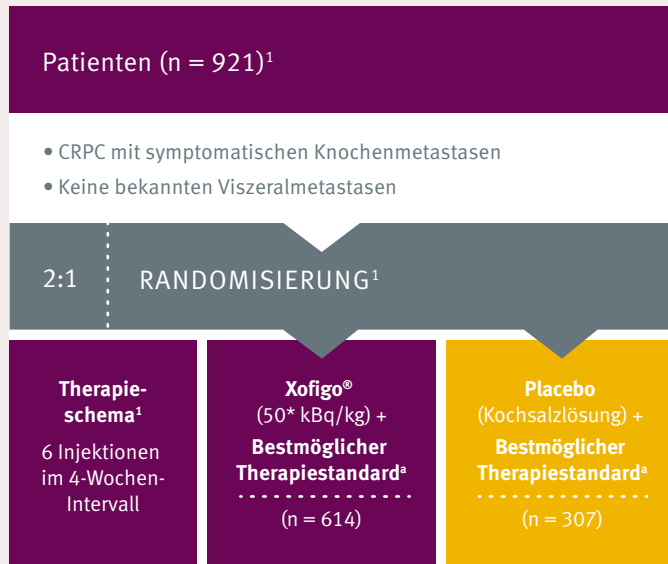 Patienten (n = 921)¹
• CRPC mit symptomatischen Knochenmetastasen
• Keine bekannten Viszeralmetastasen
2:1 RANDOMISIERUNG¹
Therapie-
schema¹
6 Injektionen
im 4-Wochen-
Intervall
Xofigo®
(50* kBq/kg) +
Bestmöglicher
Therapiestandardᵃ
(n = 614)
Placebo
(Kochsalzlösung) +
Bestmöglicher
Therapiestandardᵃ
(n = 307)